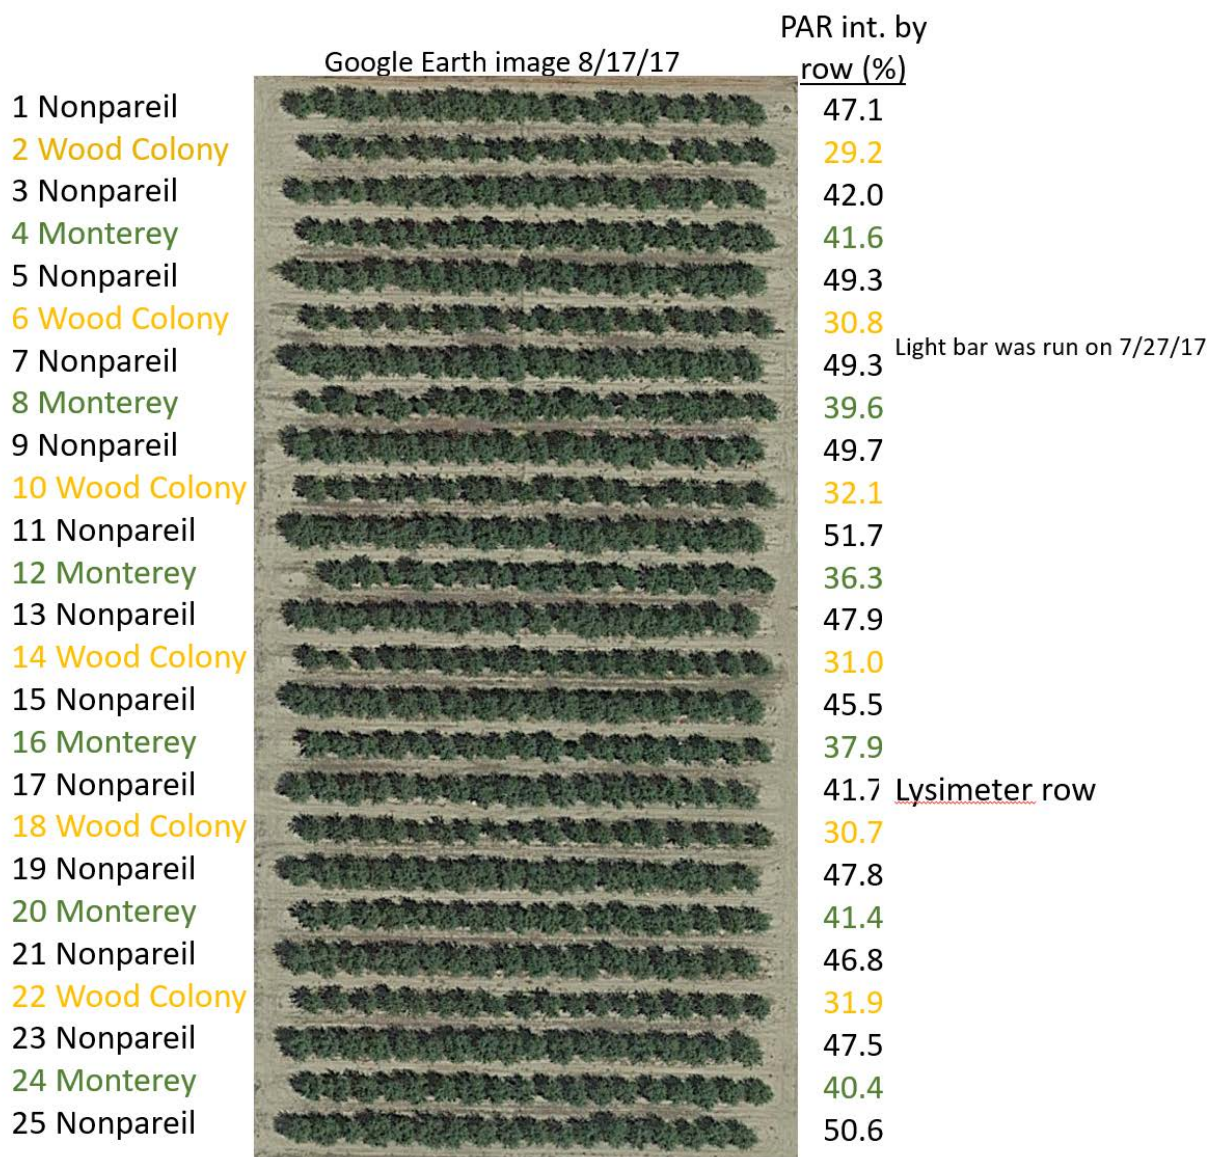 PAR int. by
Google Earth image 8/17/17 row (%)
1 Nonpareil 47.1
2 Wood Colony 29.2
3 Nonpareil 42.0
4 Monterey 41.6
5 Nonpareil 49.3
6 Wood Colony 30.8
Light bar was run on 7/27/17
7 Nonpareil 49.3
8 Monterey 39.6
9 Nonpareil 49.7
10 Wood Colony 32.1
11 Nonpareil 51.7
12 Monterey 36.3
13 Nonpareil 47.9
14 Wood Colony 31.0
15 Nonpareil 45.5
16 Monterey 37.9
17 Nonpareil 41.7 Lysimeter row
18 Wood Colony 30.7
19 Nonpareil 47.8
20 Monterey 41.4
21 Nonpareil 46.8
22 Wood Colony 31.9
23 Nonpareil 47.5
24 Monterey 40.4
25 Nonpareil 50.6